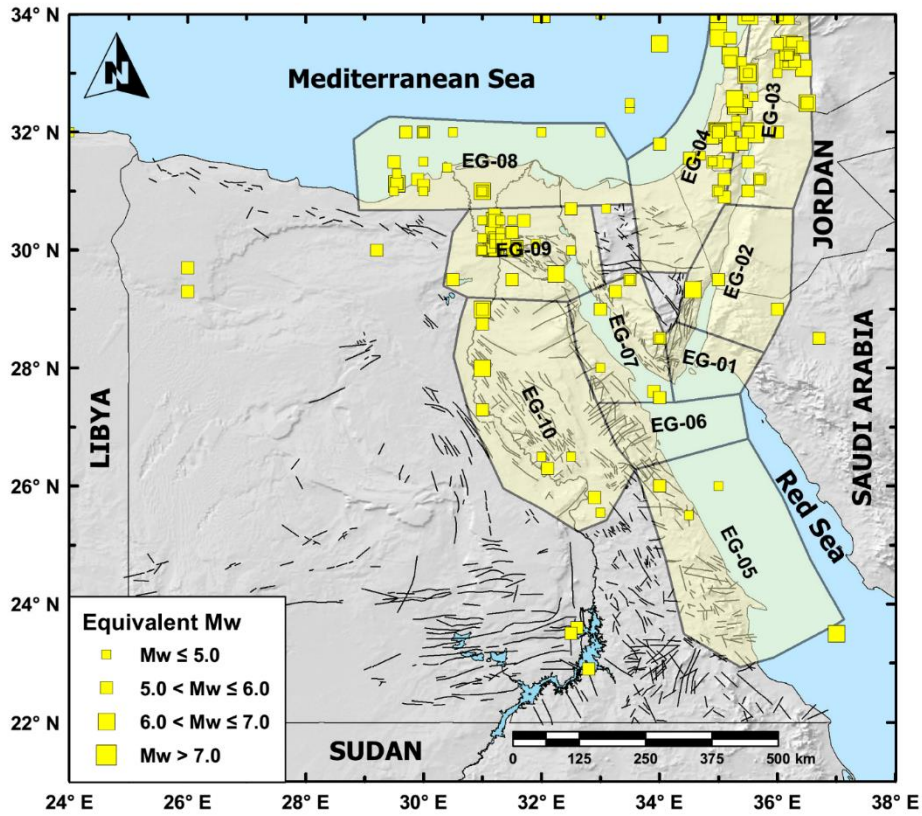 34° N
32° N
30° N
28° N
26° N
24° N
22° N
N
Mediterranean Sea
EG-08
EG-04
EG-03
JORDAN
EG-09
EG-02
EG-07
EG-01
SAUDI ARABIA
LIBYA
EG-10
EG-06
Red Sea
EG-05
Equivalent Mw
Mw ≤ 5.0
5.0 < Mw ≤ 6.0
6.0 < Mw ≤ 7.0
Mw > 7.0
SUDAN
0 125 250 375 500 km
24° E 26° E 28° E 30° E 32° E 34° E 36° E 38° E